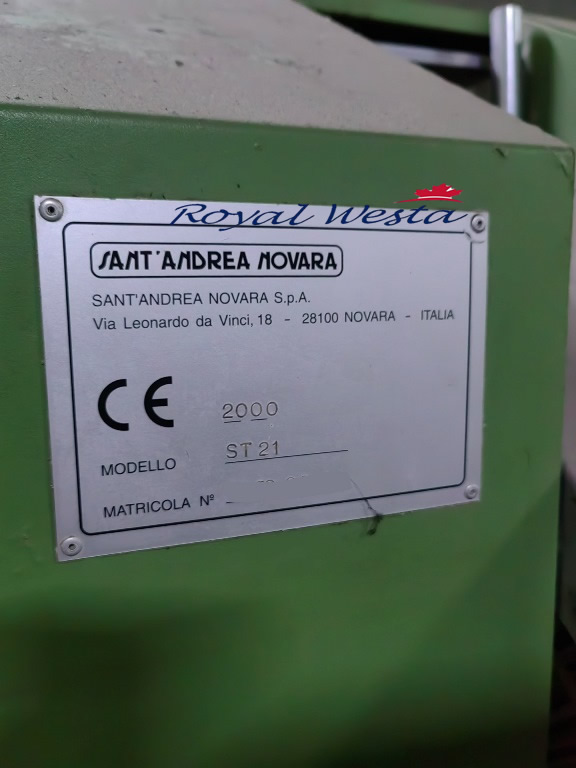 Royal Westa
SANT'ANDREA NOVARA
SANT'ANDREA NOVARA S.p.A.
Via Leonardo da Vinci, 18 - 28100 NOVARA - ITALIA
CE 2000
MODELLO ST 21
MATRICOLA Nº